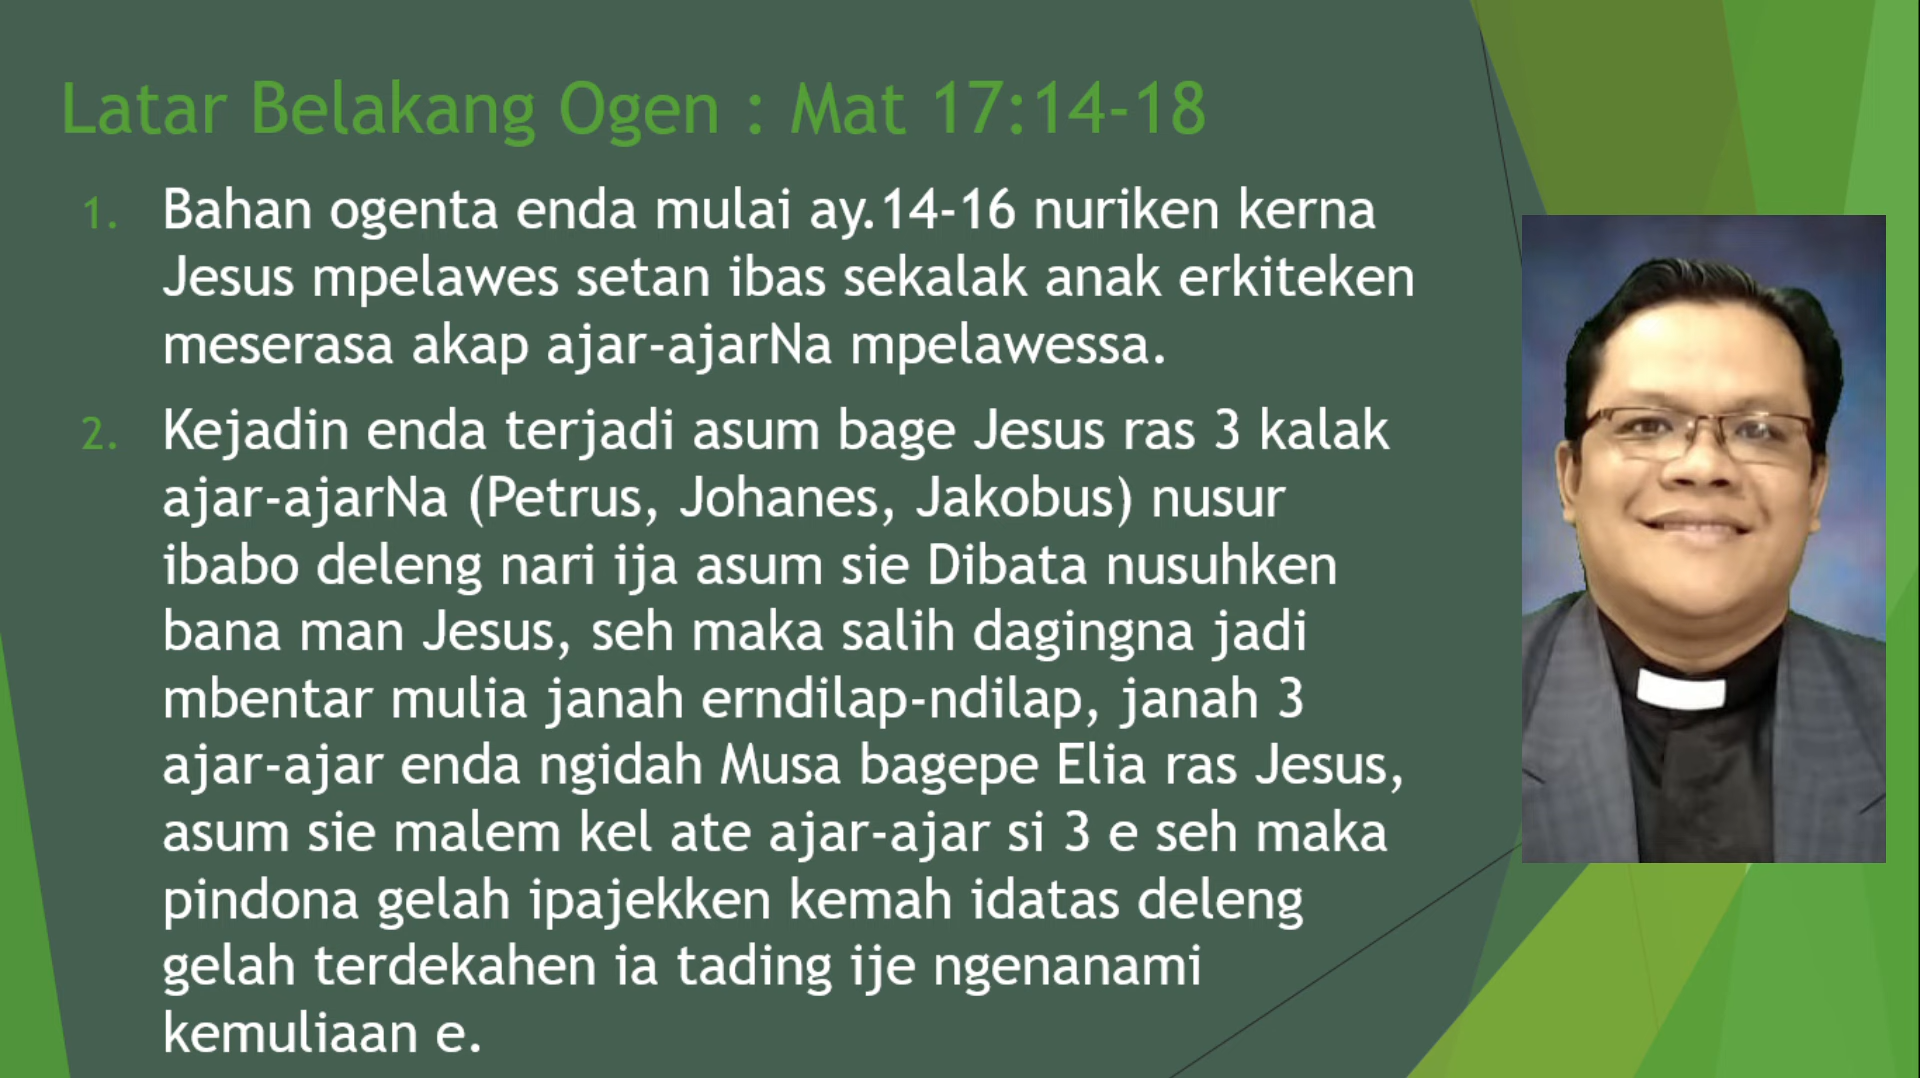 Latar Belakang Ogen : Mat 17:14-18
1. Bahan ogenta enda mulai ay.14-16 nuriken kerna
Jesus mpelawes setan ibas sekalak anak erkiteken
meserasa akap ajar-ajarNa mpelawessa.
2. Kejadin enda terjadi asum bage Jesus ras 3 kalak
ajar-ajarNa (Petrus, Johanes, Jakobus) nusur
ibabo deleng nari ija asum sie Dibata nusuhken
bana man Jesus, seh maka salih dagingna jadi
mbentar mulia janah erndilap-ndilap, janah 3
ajar-ajar enda ngidah Musa bagepe Elia ras Jesus,
asum sie malem kel ate ajar-ajar si 3 e seh maka
pindona gelah ipajekken kemah idatas deleng
gelah terdekahen ia tading ije ngenanami
kemuliaan e.